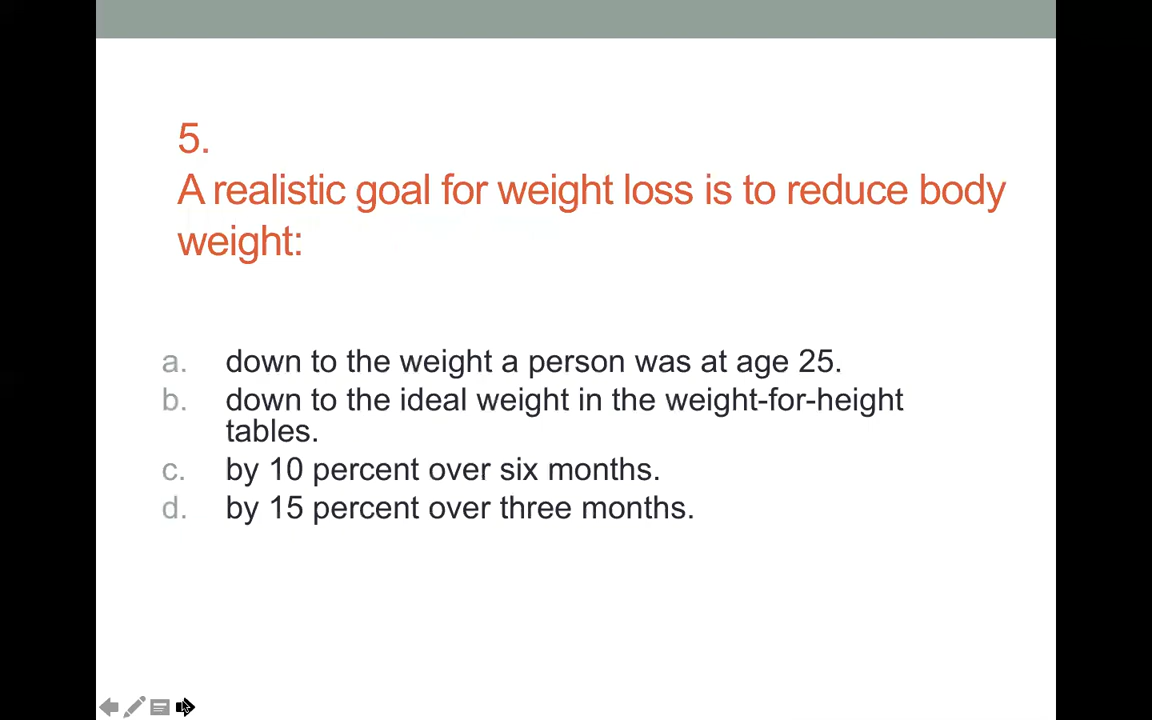 5.
A realistic goal for weight loss is to reduce body
weight:
a. down to the weight a person was at age 25.
b. down to the ideal weight in the weight-for-height
tables.
c. by 10 percent over six months.
d. by 15 percent over three months.